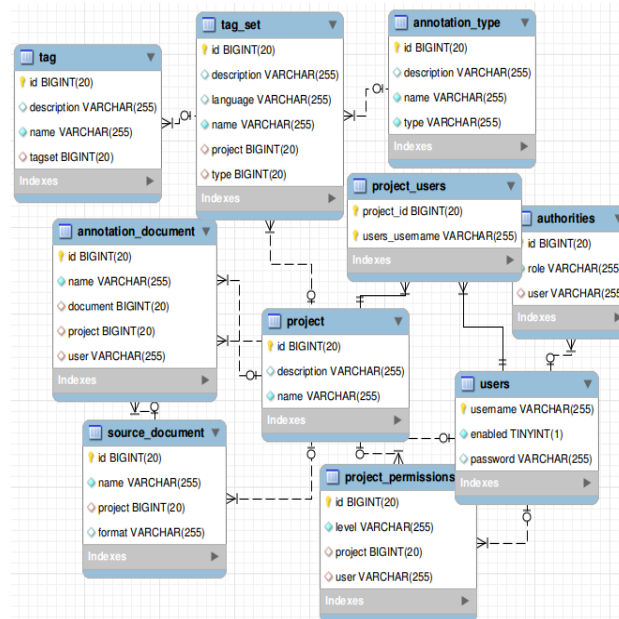 tag
id BIGINT(20)
description VARCHAR(255)
name VARCHAR(255)
tagset BIGINT(20)
Indexes
tag_set
id BIGINT(20)
description VARCHAR(255)
language VARCHAR(255)
name VARCHAR(255)
project BIGINT(20)
type BIGINT(20)
Indexes
annotation_type
id BIGINT(20)
description VARCHAR(255)
name VARCHAR(255)
type VARCHAR(255)
Indexes
project_users
project_id BIGINT(20)
users_username VARCHAR(255)
Indexes
authorities
id BIGINT(20)
role VARCHAR(255)
user VARCHAR(255)
Indexes
annotation_document
id BIGINT(20)
name VARCHAR(255)
document BIGINT(20)
project BIGINT(20)
user VARCHAR(255)
Indexes
project
id BIGINT(20)
description VARCHAR(255)
name VARCHAR(255)
Indexes
users
username VARCHAR(255)
enabled TINYINT(1)
password VARCHAR(255)
Indexes
source_document
id BIGINT(20)
name VARCHAR(255)
project BIGINT(20)
format VARCHAR(255)
Indexes
project_permissions
id BIGINT(20)
level VARCHAR(255)
project BIGINT(20)
user VARCHAR(255)
Indexes